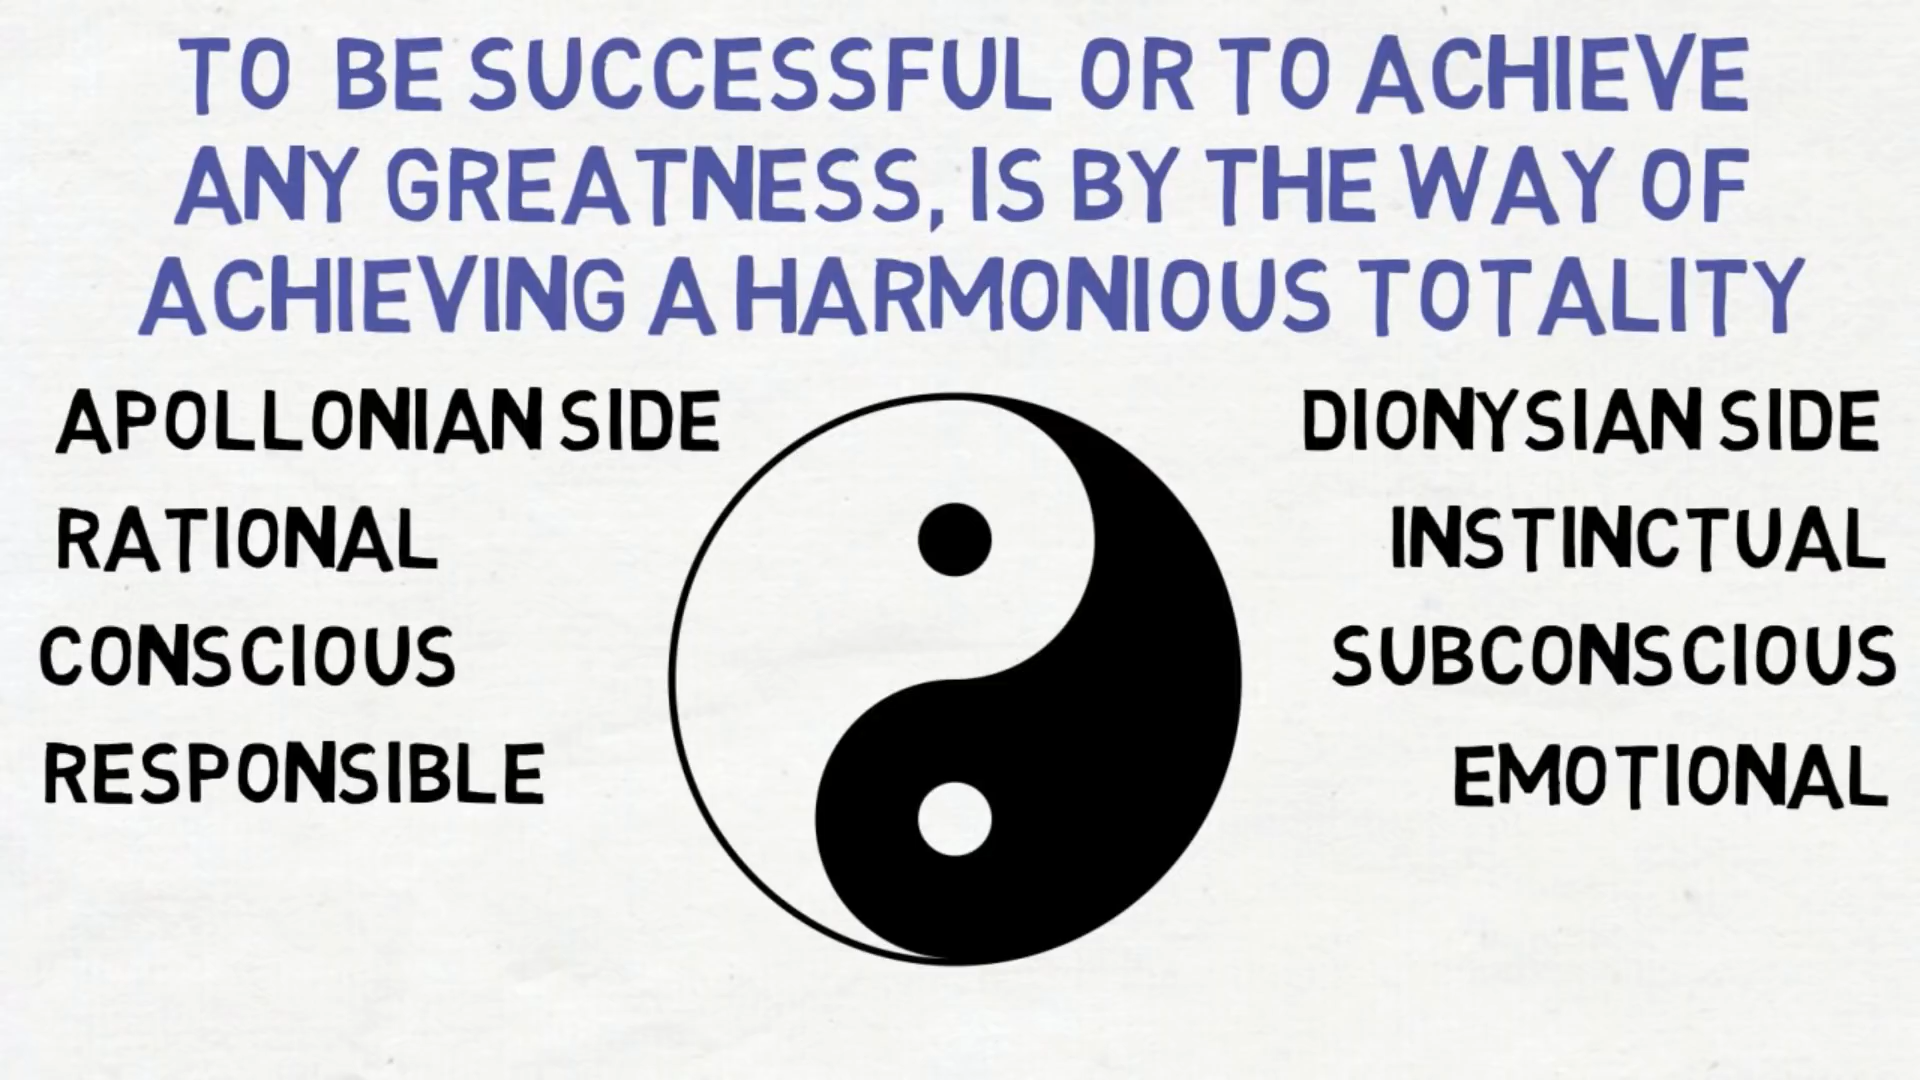 TO BE SUCCESSFUL OR TO ACHIEVE
ANY GREATNESS, IS BY THE WAY OF
ACHIEVING A HARMONIOUS TOTALITY
APOLLONIAN SIDE
RATIONAL
CONSCIOUS
RESPONSIBLE
DIONYSIAN SIDE
INSTINCTUAL
SUBCONSCIOUS
EMOTIONAL